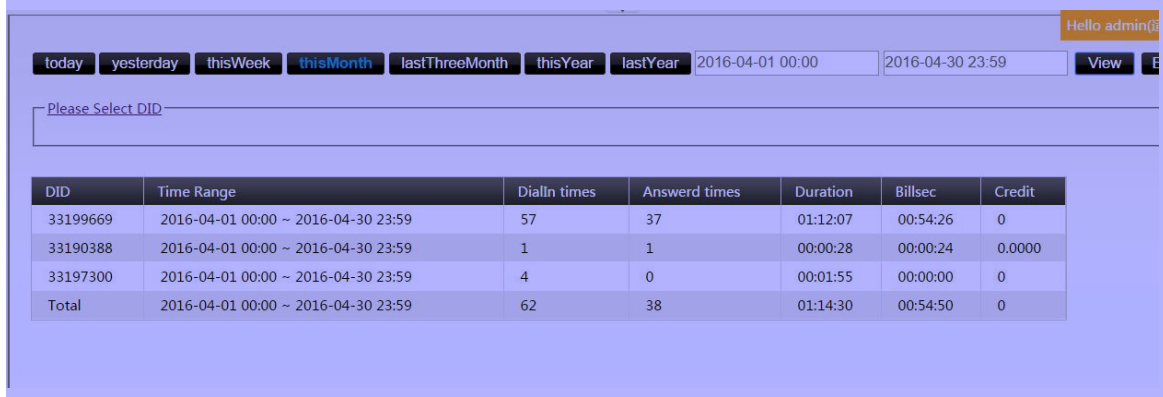 Hello admin(
today yesterday thisWeek thisMonth lastThreeMonth thisYear lastYear 2016-04-01 00:00 2016-04-30 23:59 View E
Please Select DID
DID Time Range DialIn times Answerd times Duration Billsec Credit
33199669 2016-04-01 00:00 ~ 2016-04-30 23:59 57 37 01:12:07 00:54:26 0
33190388 2016-04-01 00:00 ~ 2016-04-30 23:59 1 1 00:00:28 00:00:24 0.0000
33197300 2016-04-01 00:00 ~ 2016-04-30 23:59 4 0 00:01:55 00:00:00 0
Total 2016-04-01 00:00 ~ 2016-04-30 23:59 62 38 01:14:30 00:54:50 0